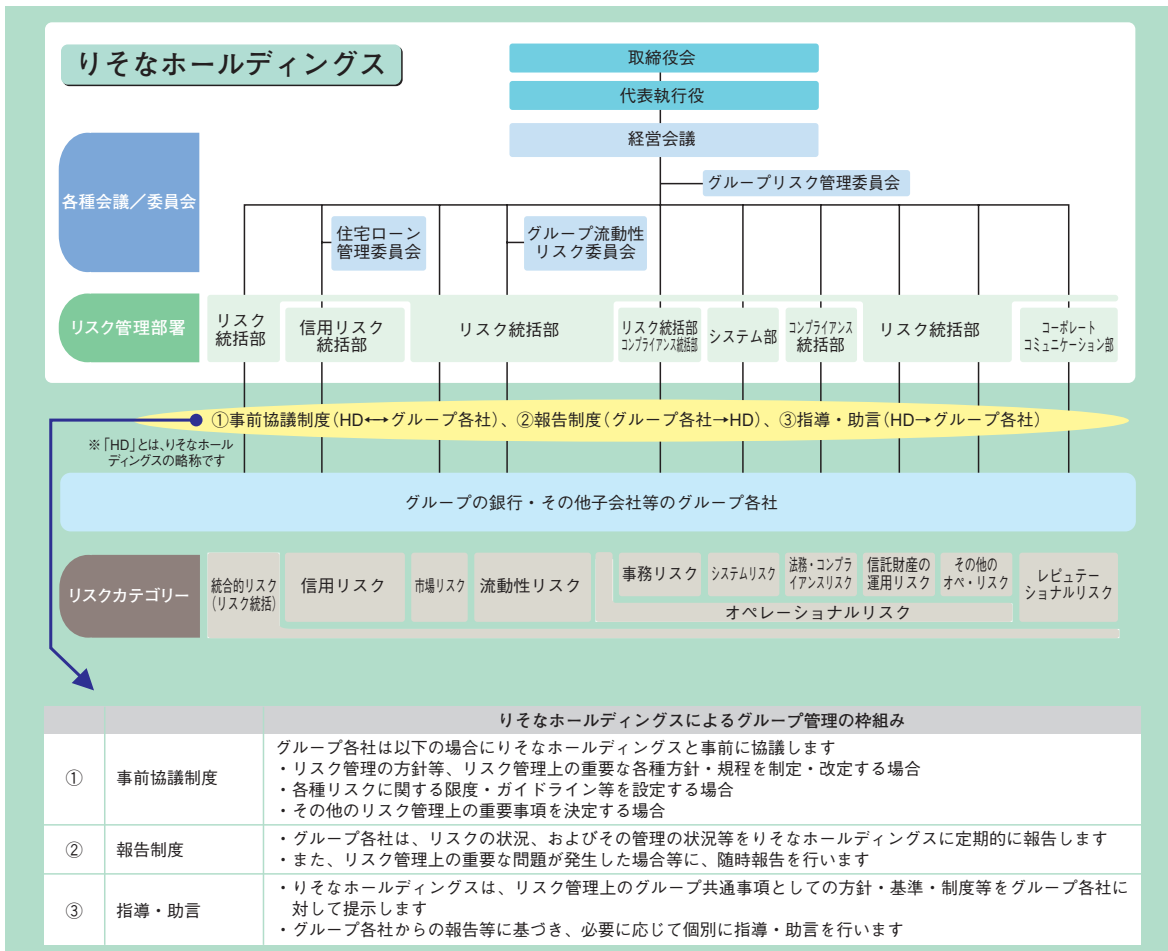 りそなホールディングス
取締役会
代表執行役
経営会議
グループリスク管理委員会
各種会議／委員会
住宅ローン
管理委員会
グループ流動性
リスク委員会
リスク管理部署
リスク
統括部
信用リスク
統括部
リスク統括部
リスク統括部
コンプライアンス統括部
システム部
コンプライアンス
統括部
リスク統括部
コーポレート
コミュニケーション部
①事前協議制度(HD←→グループ各社)、②報告制度(グループ各社→HD)、③指導・助言(HD→グループ各社)
※「HD」とは、りそなホール
ディングスの略称です
グループの銀行・その他子会社等のグループ各社
リスクカテゴリー
統合的リスク
(リスク統括)
信用リスク
市場リスク
流動性リスク
事務リスク
システムリスク
法務・コンプラ
イアンスリスク
信託財産の
運用リスク
その他の
オペ・リスク
オペレーショナルリスク
レピュテー
ショナルリスク
りそなホールディングスによるグループ管理の枠組み
① 事前協議制度
グループ各社は以下の場合にりそなホールディングスと事前に協議します
・リスク管理の方針等、リスク管理上の重要な各種方針・規程を制定・改定する場合
・各種リスクに関する限度・ガイドライン等を設定する場合
・その他のリスク管理上の重要事項を決定する場合
② 報告制度
・グループ各社は、リスクの状況、およびその管理の状況等をりそなホールディングスに定期的に報告します
・また、リスク管理上の重要な問題が発生した場合等に、随時報告を行います
③ 指導・助言
・りそなホールディングスは、リスク管理上のグループ共通事項としての方針・基準・制度等をグループ各社に
対して提示します
・グループ各社からの報告等に基づき、必要に応じて個別に指導・助言を行います